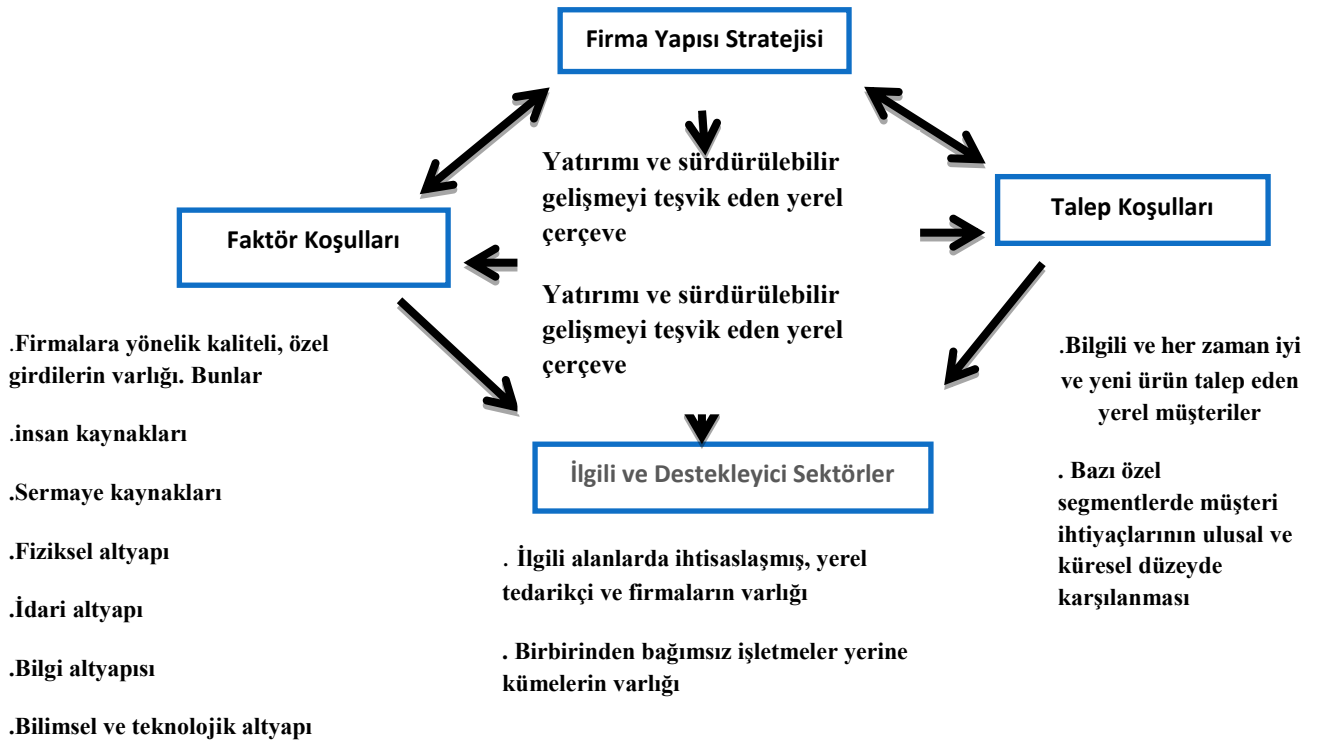 Firma Yapısı Stratejisi
Yatırımı ve sürdürülebilir
gelişmeyi teşvik eden yerel
çerçeve
Talep Koşulları
Faktör Koşulları
Yatırımı ve sürdürülebilir
gelişmeyi teşvik eden yerel
çerçeve
.Firmalara yönelik kaliteli, özel
girdilerin varlığı. Bunlar
.insan kaynakları
.Sermaye kaynakları
.Fiziksel altyapı
.İdari altyapı
.Bilgi altyapısı
.Bilimsel ve teknolojik altyapı
.Bilgili ve her zaman iyi
ve yeni ürün talep eden
yerel müşteriler
. Bazı özel
segmentlerde müşteri
ihtiyaçlarının ulusal ve
küresel düzeyde
karşılanması
İlgili ve Destekleyici Sektörler
. İlgili alanlarda ihtisaslaşmış, yerel
tedarikçi ve firmaların varlığı
. Birbirinden bağımsız işletmeler yerine
kümelerin varlığı